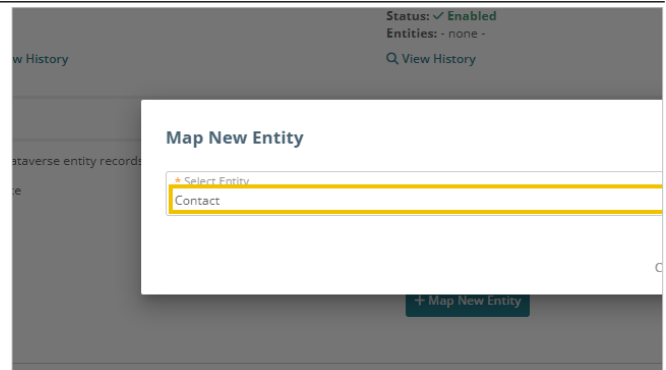 Status: ✓ Enabled
Entities: - none -
w History
View History
Map New Entity
ataverse entity records
* Select Entity
e
Contact
C
+ Map New Entity